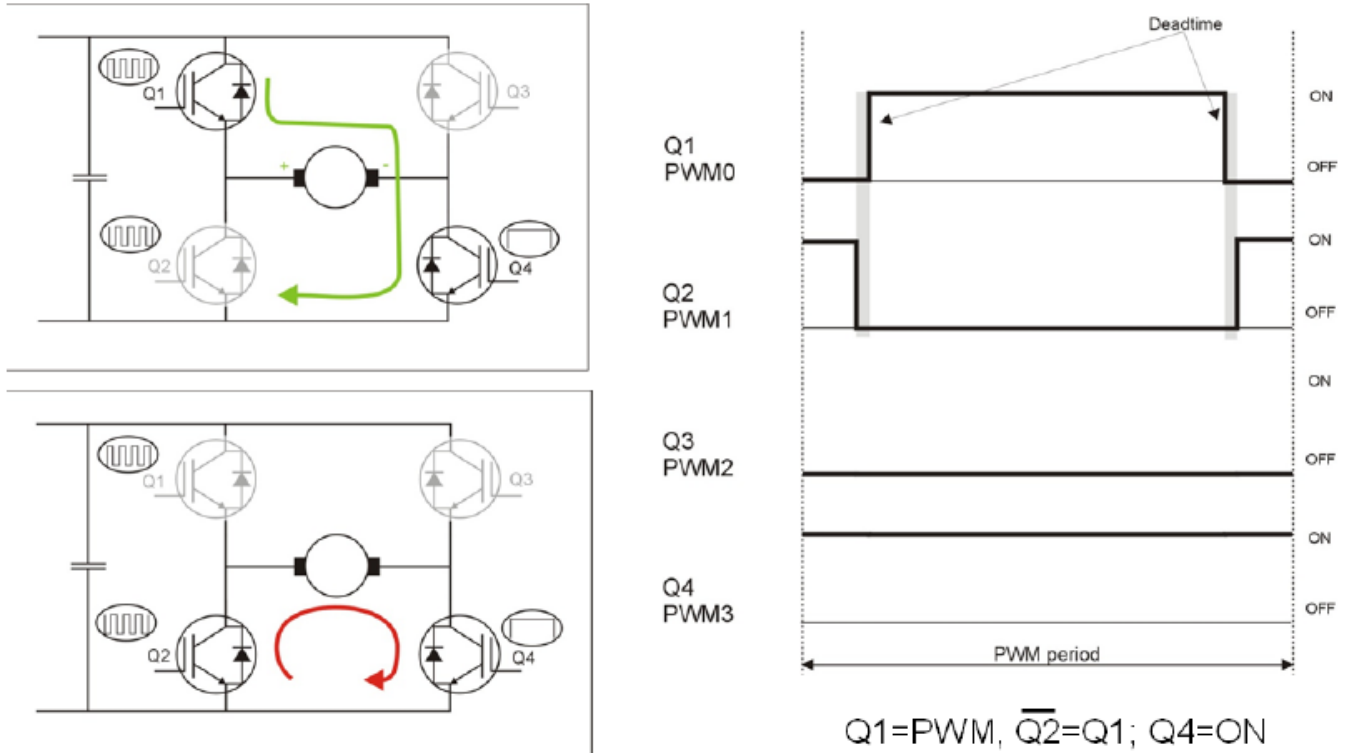 Q1
Q3
+
-
Q2
Q4
Q1
Q3
Q2
Q4
Deadtime
Q1
PWM0
ON
OFF
Q2
PWM1
ON
OFF
Q3
PWM2
ON
OFF
Q4
PWM3
ON
OFF
PWM period
Q1=PWM, Q̅2̅=Q1; Q4=ON